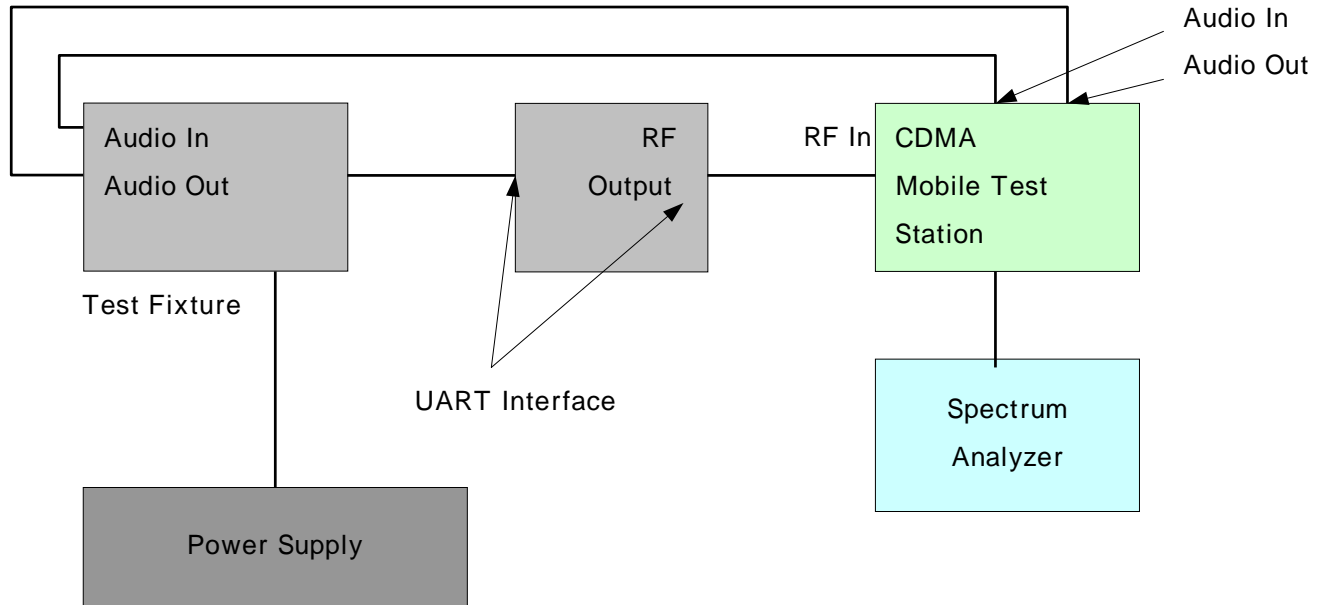 Audio In
Audio Out
Audio In
Audio Out
RF
Output
RF In
CDMA
Mobile Test
Station
Test Fixture
UART Interface
Spectrum
Analyzer
Power Supply